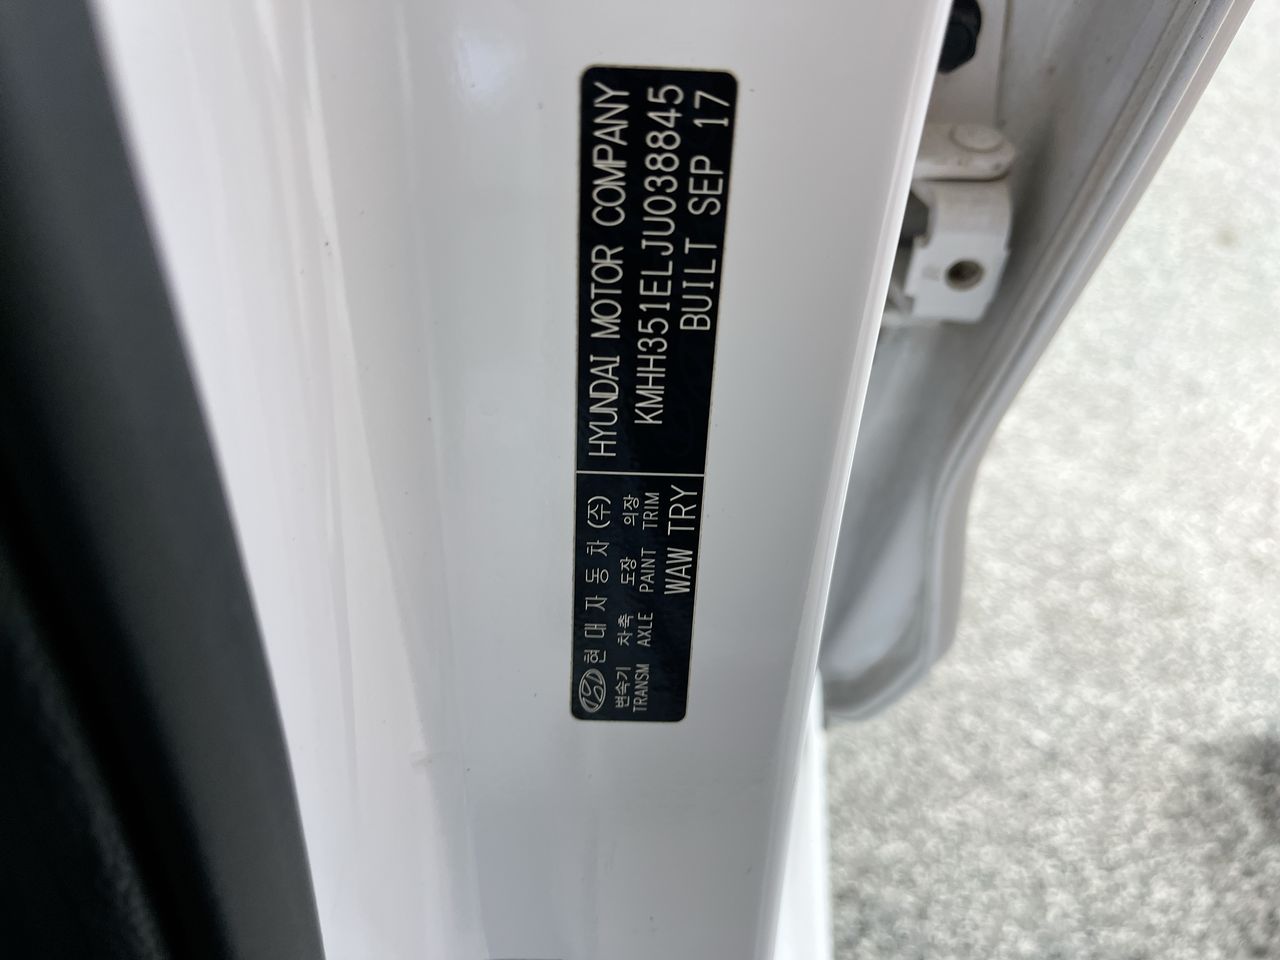 현대자동차(주)
변속기 차축 도장 의장
TRANSM AXLE PAINT TRIM
WAW TRY
HYUNDAI MOTOR COMPANY
KMHH351ELJU038845
BUILT SEP 17